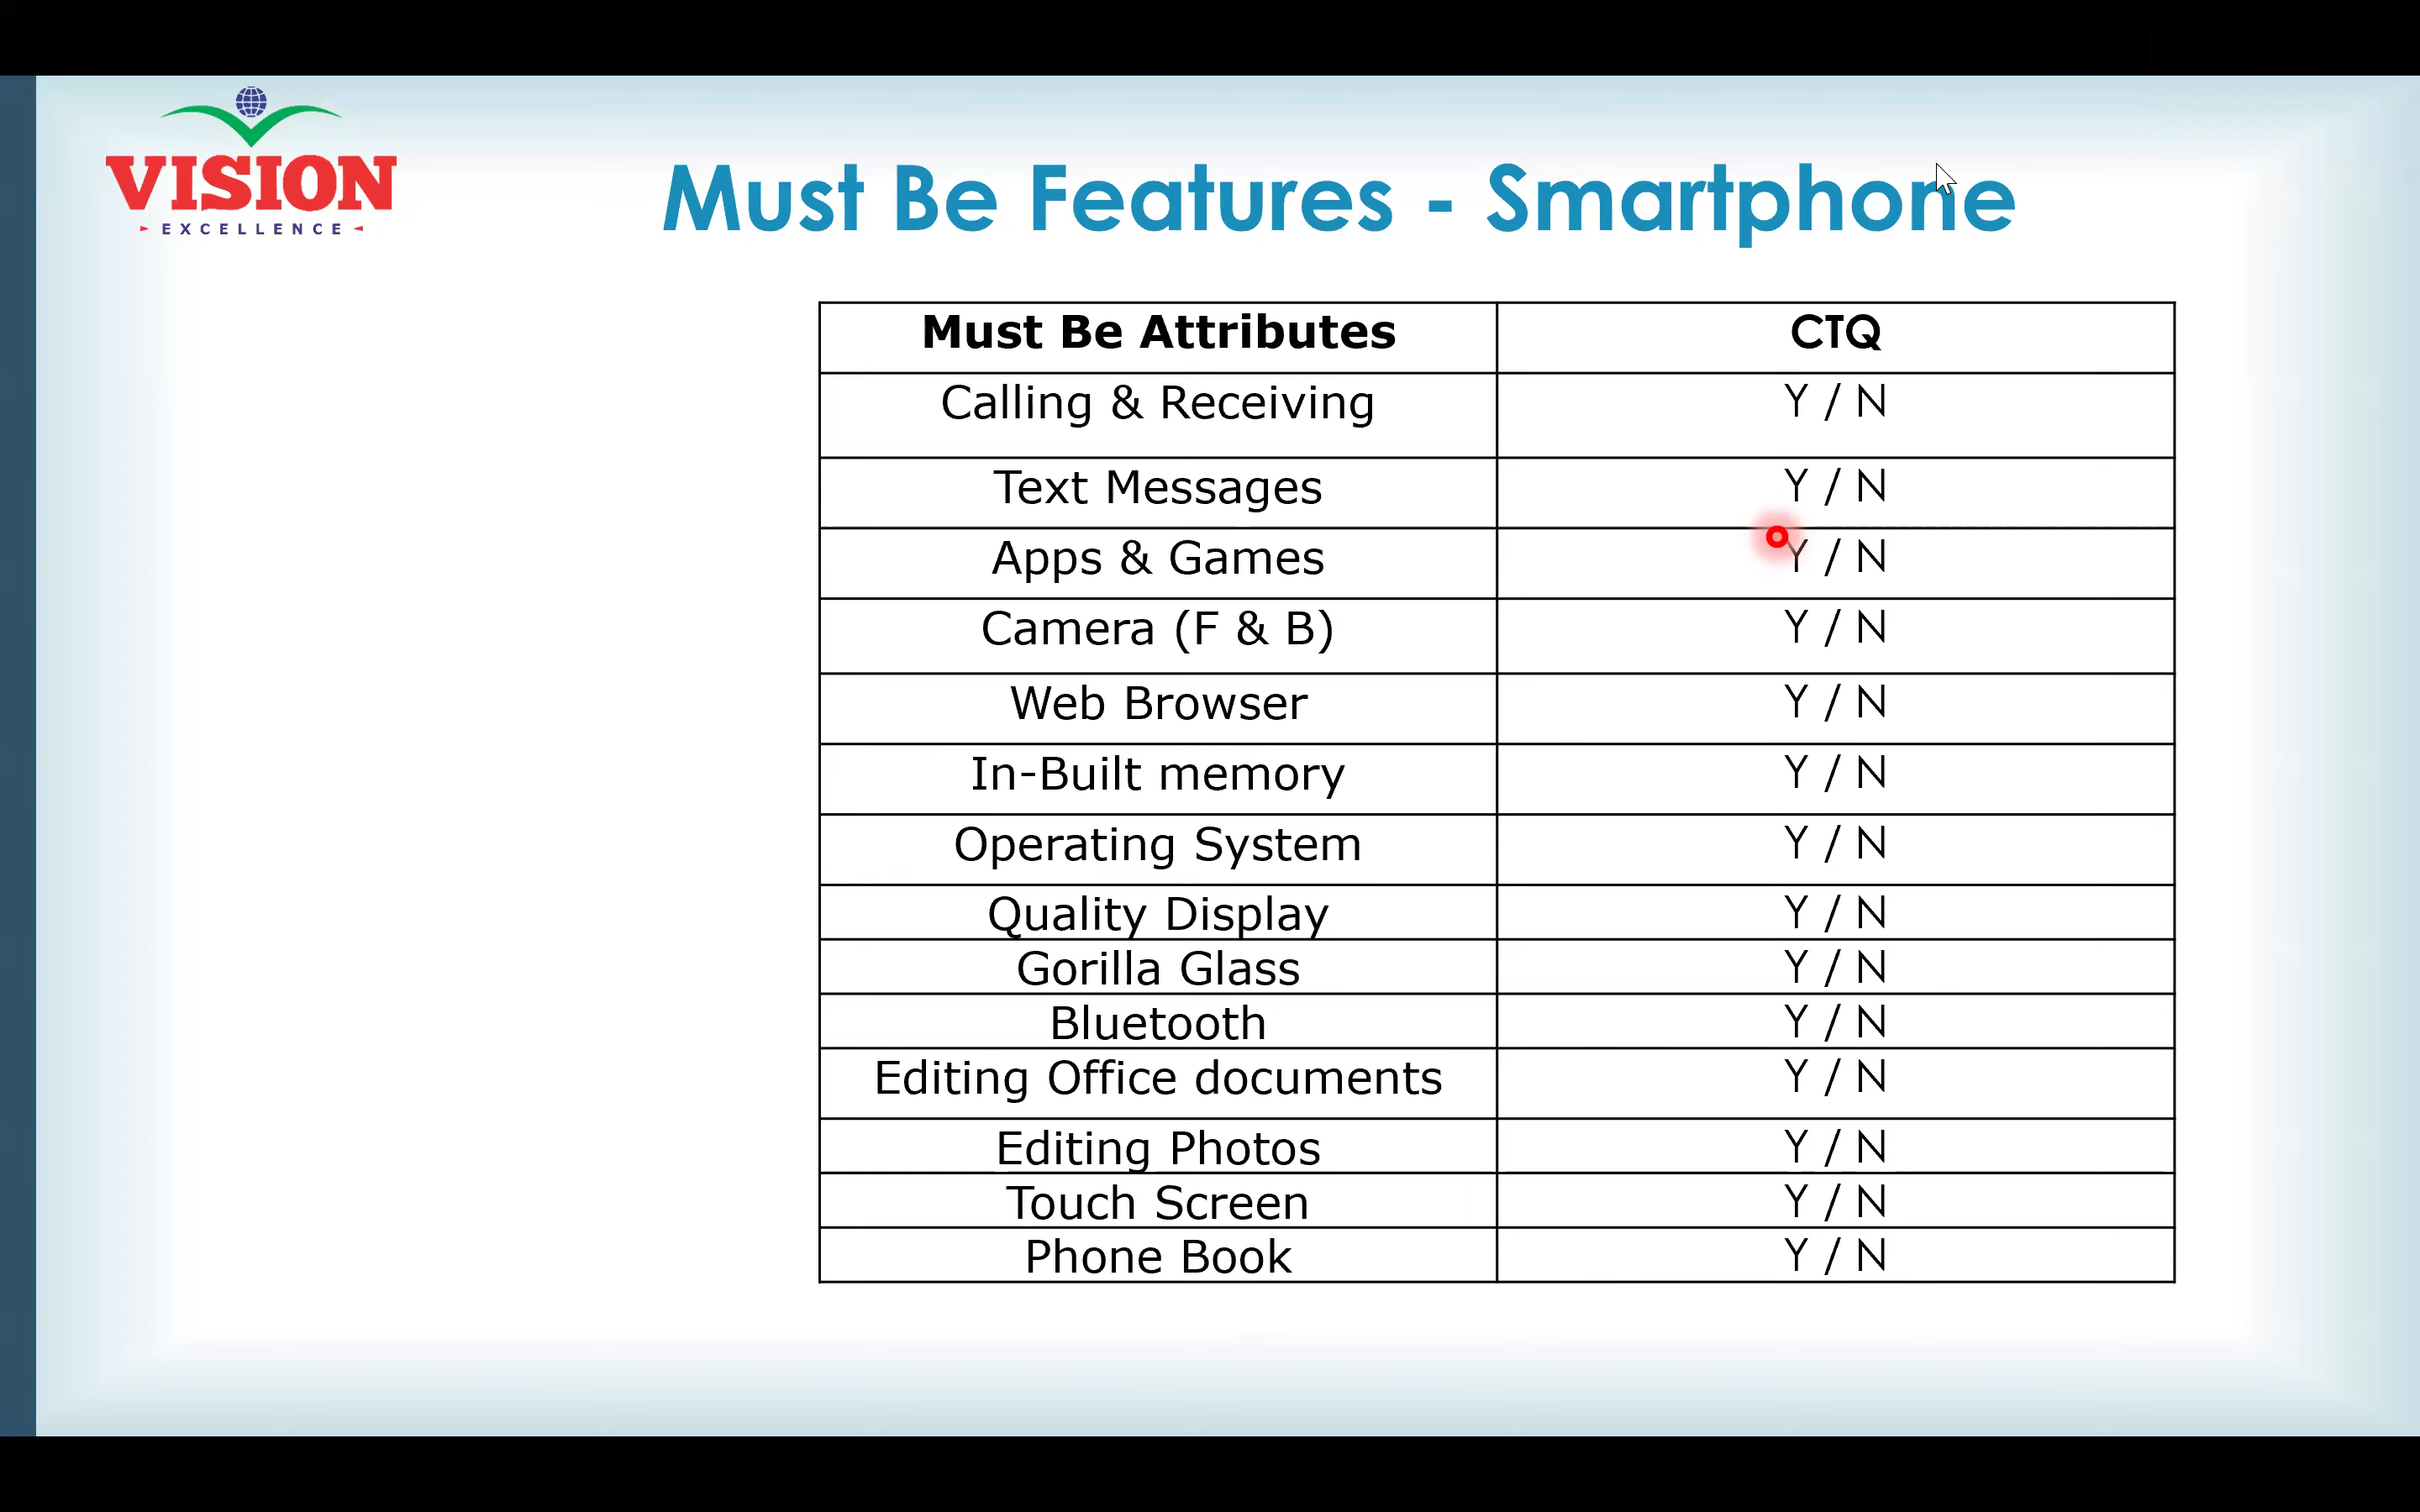 VISION
EXCELLENCE
Must Be Features - Smartphone
Must Be Attributes CTQ
Calling & Receiving Y / N
Text Messages Y / N
Apps & Games Y / N
Camera (F & B) Y / N
Web Browser Y / N
In-Built memory Y / N
Operating System Y / N
Quality Display Y / N
Gorilla Glass Y / N
Bluetooth Y / N
Editing Office documents Y / N
Editing Photos Y / N
Touch Screen Y / N
Phone Book Y / N